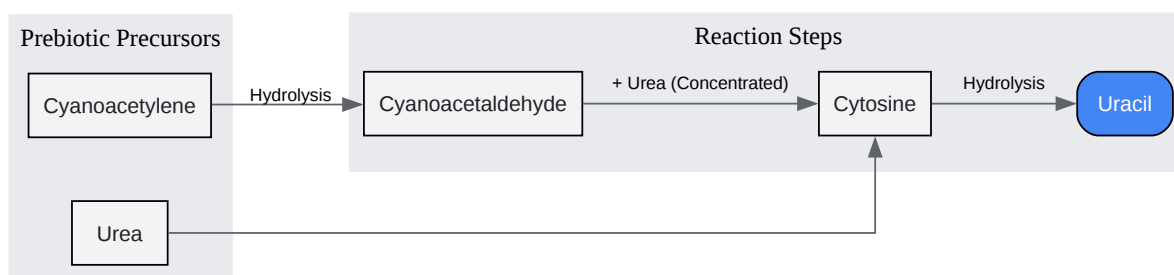 Prebiotic Precursors
Reaction Steps
Cyanoacetylene
Hydrolysis
Cyanoacetaldehyde
+ Urea (Concentrated)
Cytosine
Hydrolysis
Uracil
Urea